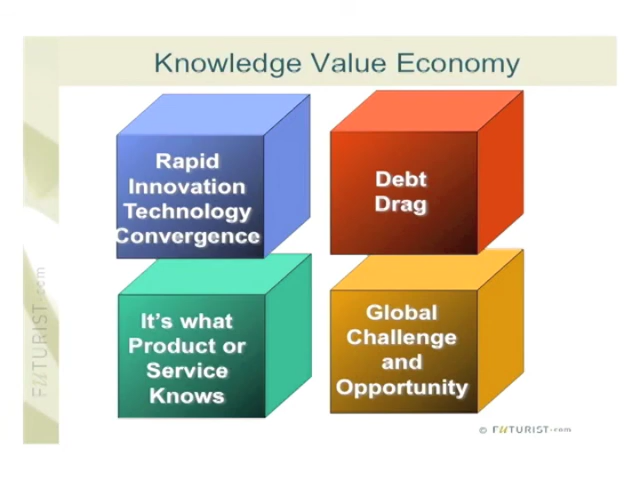 Knowledge Value Economy
Rapid
Innovation
Technology
Convergence
Debt
Drag
It's what
Product or
Service
Knows
Global
Challenge
and
Opportunity
© FUTURIST.com
FUTURIST.com